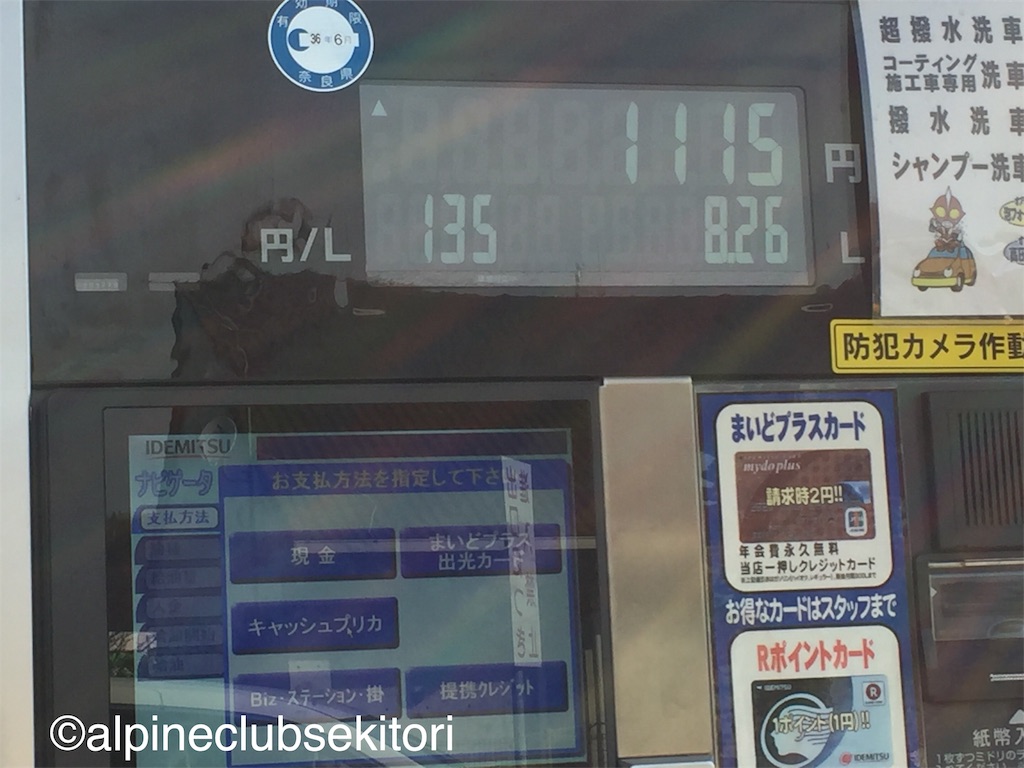 有効期限
36年6月
奈良県
1115
円
円/L
135
8.26
L
超撥水洗車
コーティング
施工車専用
洗車
撥水洗車
シャンプー洗車
防犯カメラ作動
IDEMITSU
ナビゲータ
お支払方法を指定して下さ
支払方法
現金
まいどプラス
出光カード
キャッシュプリカ
Biz・ステーション・掛
提携クレジット
まいどプラスカード
mydo plus
請求時2円!!
年会費永久無料
当店一押しクレジットカード
お得なカードはスタッフまで
Rポイントカード
IDEMITSU
R
1ポイント(1円)!!
IDEMITSU
紙幣入
©alpineclubsekitori